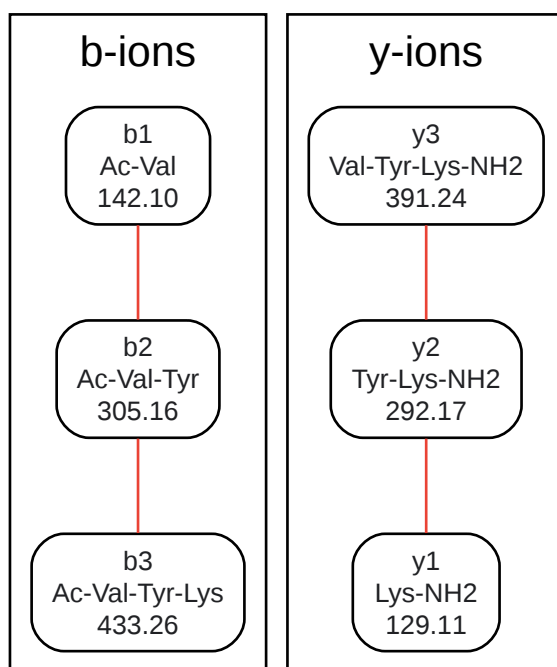 b-ions
b1
Ac-Val
142.10
b2
Ac-Val-Tyr
305.16
b3
Ac-Val-Tyr-Lys
433.26
y-ions
y3
Val-Tyr-Lys-NH2
391.24
y2
Tyr-Lys-NH2
292.17
y1
Lys-NH2
129.11